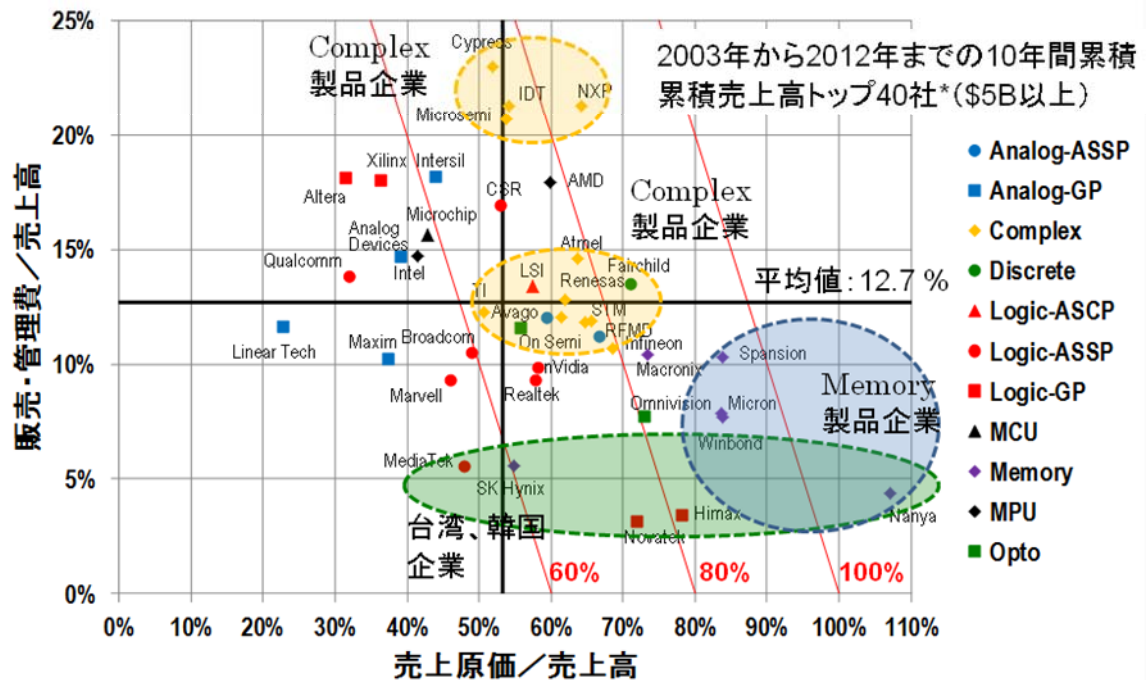 25%
20%
15%
10%
5%
0%
販売・管理費／売上高
0%
10%
20%
30%
40%
50%
60%
70%
80%
90%
100%
110%
売上原価／売上高
2003年から2012年までの10年間累積
累積売上高トップ40社*（$5B以上）
Complex
製品企業
Cypress
IDT
NXP
Microsemi
Xilinx
Intersil
Altera
CSR
AMD
Complex
製品企業
Microchip
Analog
Devices
Intel
Qualcomm
Atmel
LSI
Renesas
Fairchild
平均値：12.7 %
TI
Avago
STM
RFMD
On Semi
Infineon
Linear Tech
Maxim
Broadcom
nVidia
Macronix
Spansion
Marvell
Realtek
Omnivision
Micron
Memory
製品企業
Winbond
MediaTek
SK Hynix
台湾、韓国
企業
Novatek
Himax
Nanya
60%
80%
100%
Analog-ASSP
Analog-GP
Complex
Discrete
Logic-ASCP
Logic-ASSP
Logic-GP
MCU
Memory
MPU
Opto